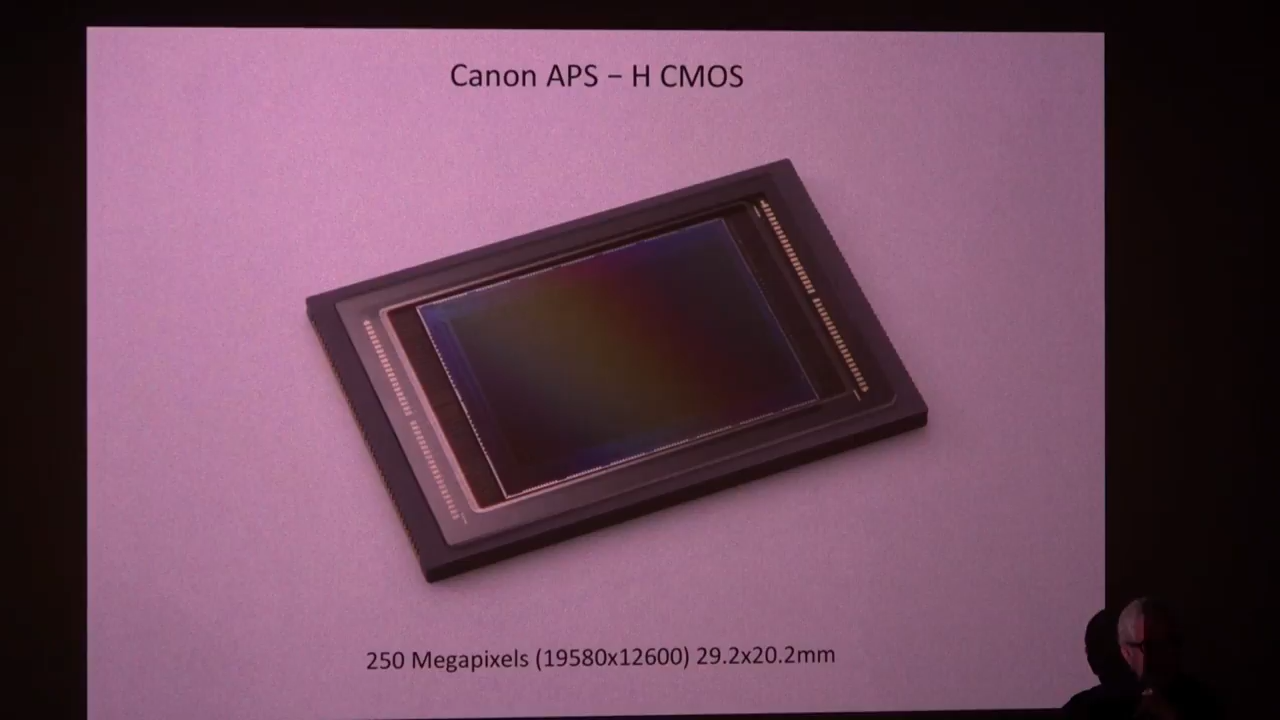 Canon APS – H CMOS
250 Megapixels (19580x12600) 29.2x20.2mm